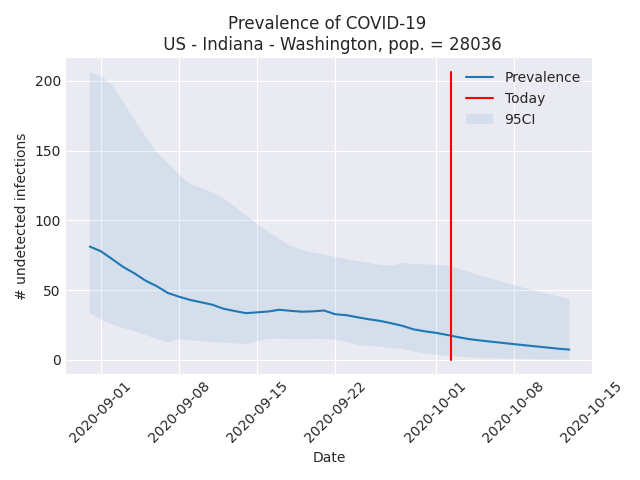 Prevalence of COVID-19
US - Indiana - Washington, pop. = 28036
# undetected infections
200
150
100
50
0
Prevalence
Today
95CI
2020-09-01
2020-09-08
2020-09-15
2020-09-22
2020-10-01
2020-10-08
2020-10-15
Date